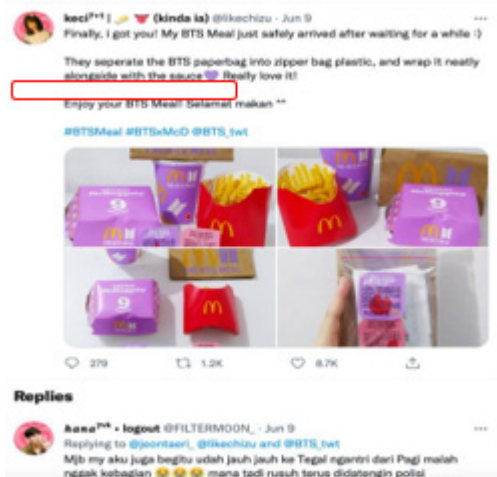 keci⁷⁺¹ | (kinda ia) @likechizu · Jun 9
Finally, i got you! My BTS Meal just safely arrived after waiting for a while :)
They seperate the BTS paperbag into zipper bag plastic, and wrap it neatly
alongside with the sauce💜 Really love it!
Enjoy your BTS Meal! Selamat makan ^^
#BTSMeal #BTSxMcD @BTS_twt
9
9
279
1.2K
8.7K
Replies
hana⁷ • logout @FILTERM00N_ · Jun 9
Replying to @jeontaeri_ @likechizu and @BTS_twt
Mjb my aku juga begitu udah jauh jauh ke Tegal ngantri dari Pagi malah
nggak kebagian 😪😪😪 mana tadi rusuh terus didatengin polisi